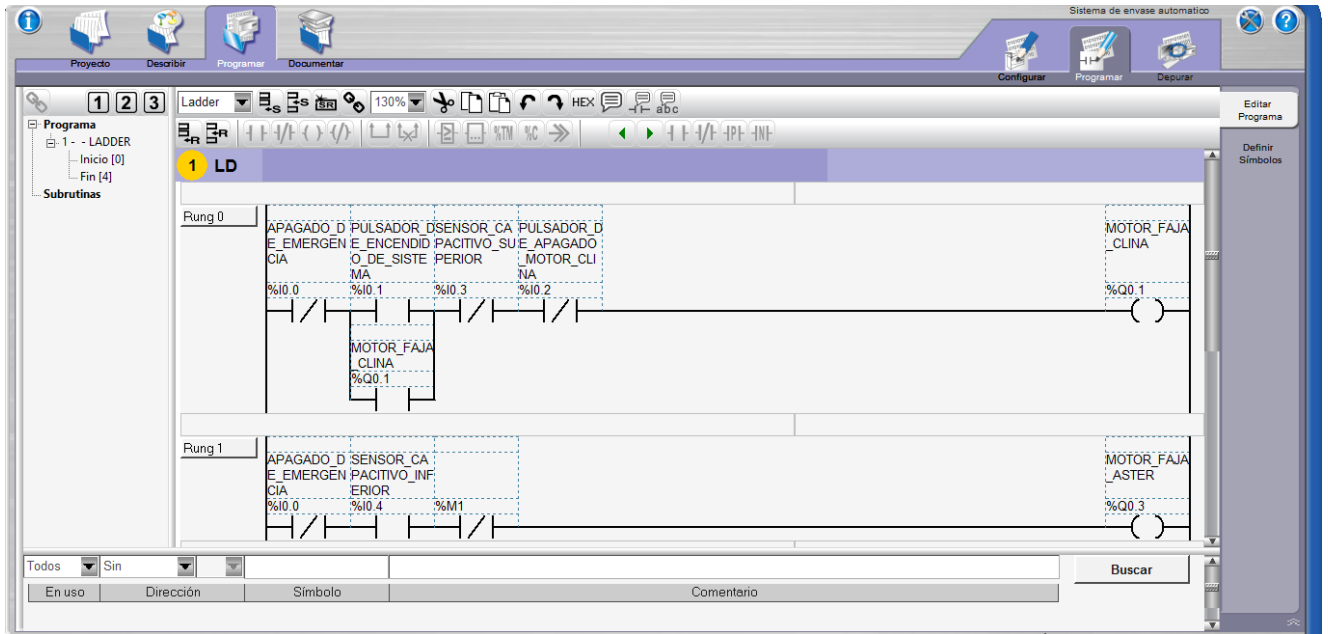 Sistema de envase automatico
Proyecto
Describir
Programar
Documentar
Configurar
Programar
Depurar
1 2 3
Ladder
S
S
SR
130%
HEX
abc
Editar
Programa
Definir
Símbolos
Programa
1 - - LADDER
Inicio [0]
Fin [4]
Subrutinas
R
R
%TM
%C
P
N
1 LD
Rung 0
APAGADO_D
E_EMERGEN
CIA
%I0.0
PULSADOR_D
E_ENCENDID
O_DE_SISTE
MA
%I0.1
SENSOR_CA
PACITIVO_SU
PERIOR
%I0.3
PULSADOR_D
E_APAGADO
_MOTOR_CLI
NA
%I0.2
MOTOR_FAJA
_CLINA
%Q0.1
MOTOR_FAJA
_CLINA
%Q0.1
Rung 1
APAGADO_D
E_EMERGEN
CIA
%I0.0
SENSOR_CA
PACITIVO_INF
ERIOR
%I0.4
%M1
MOTOR_FAJA
_ASTER
%Q0.3
Todos
Sin
Buscar
En uso
Dirección
Símbolo
Comentario